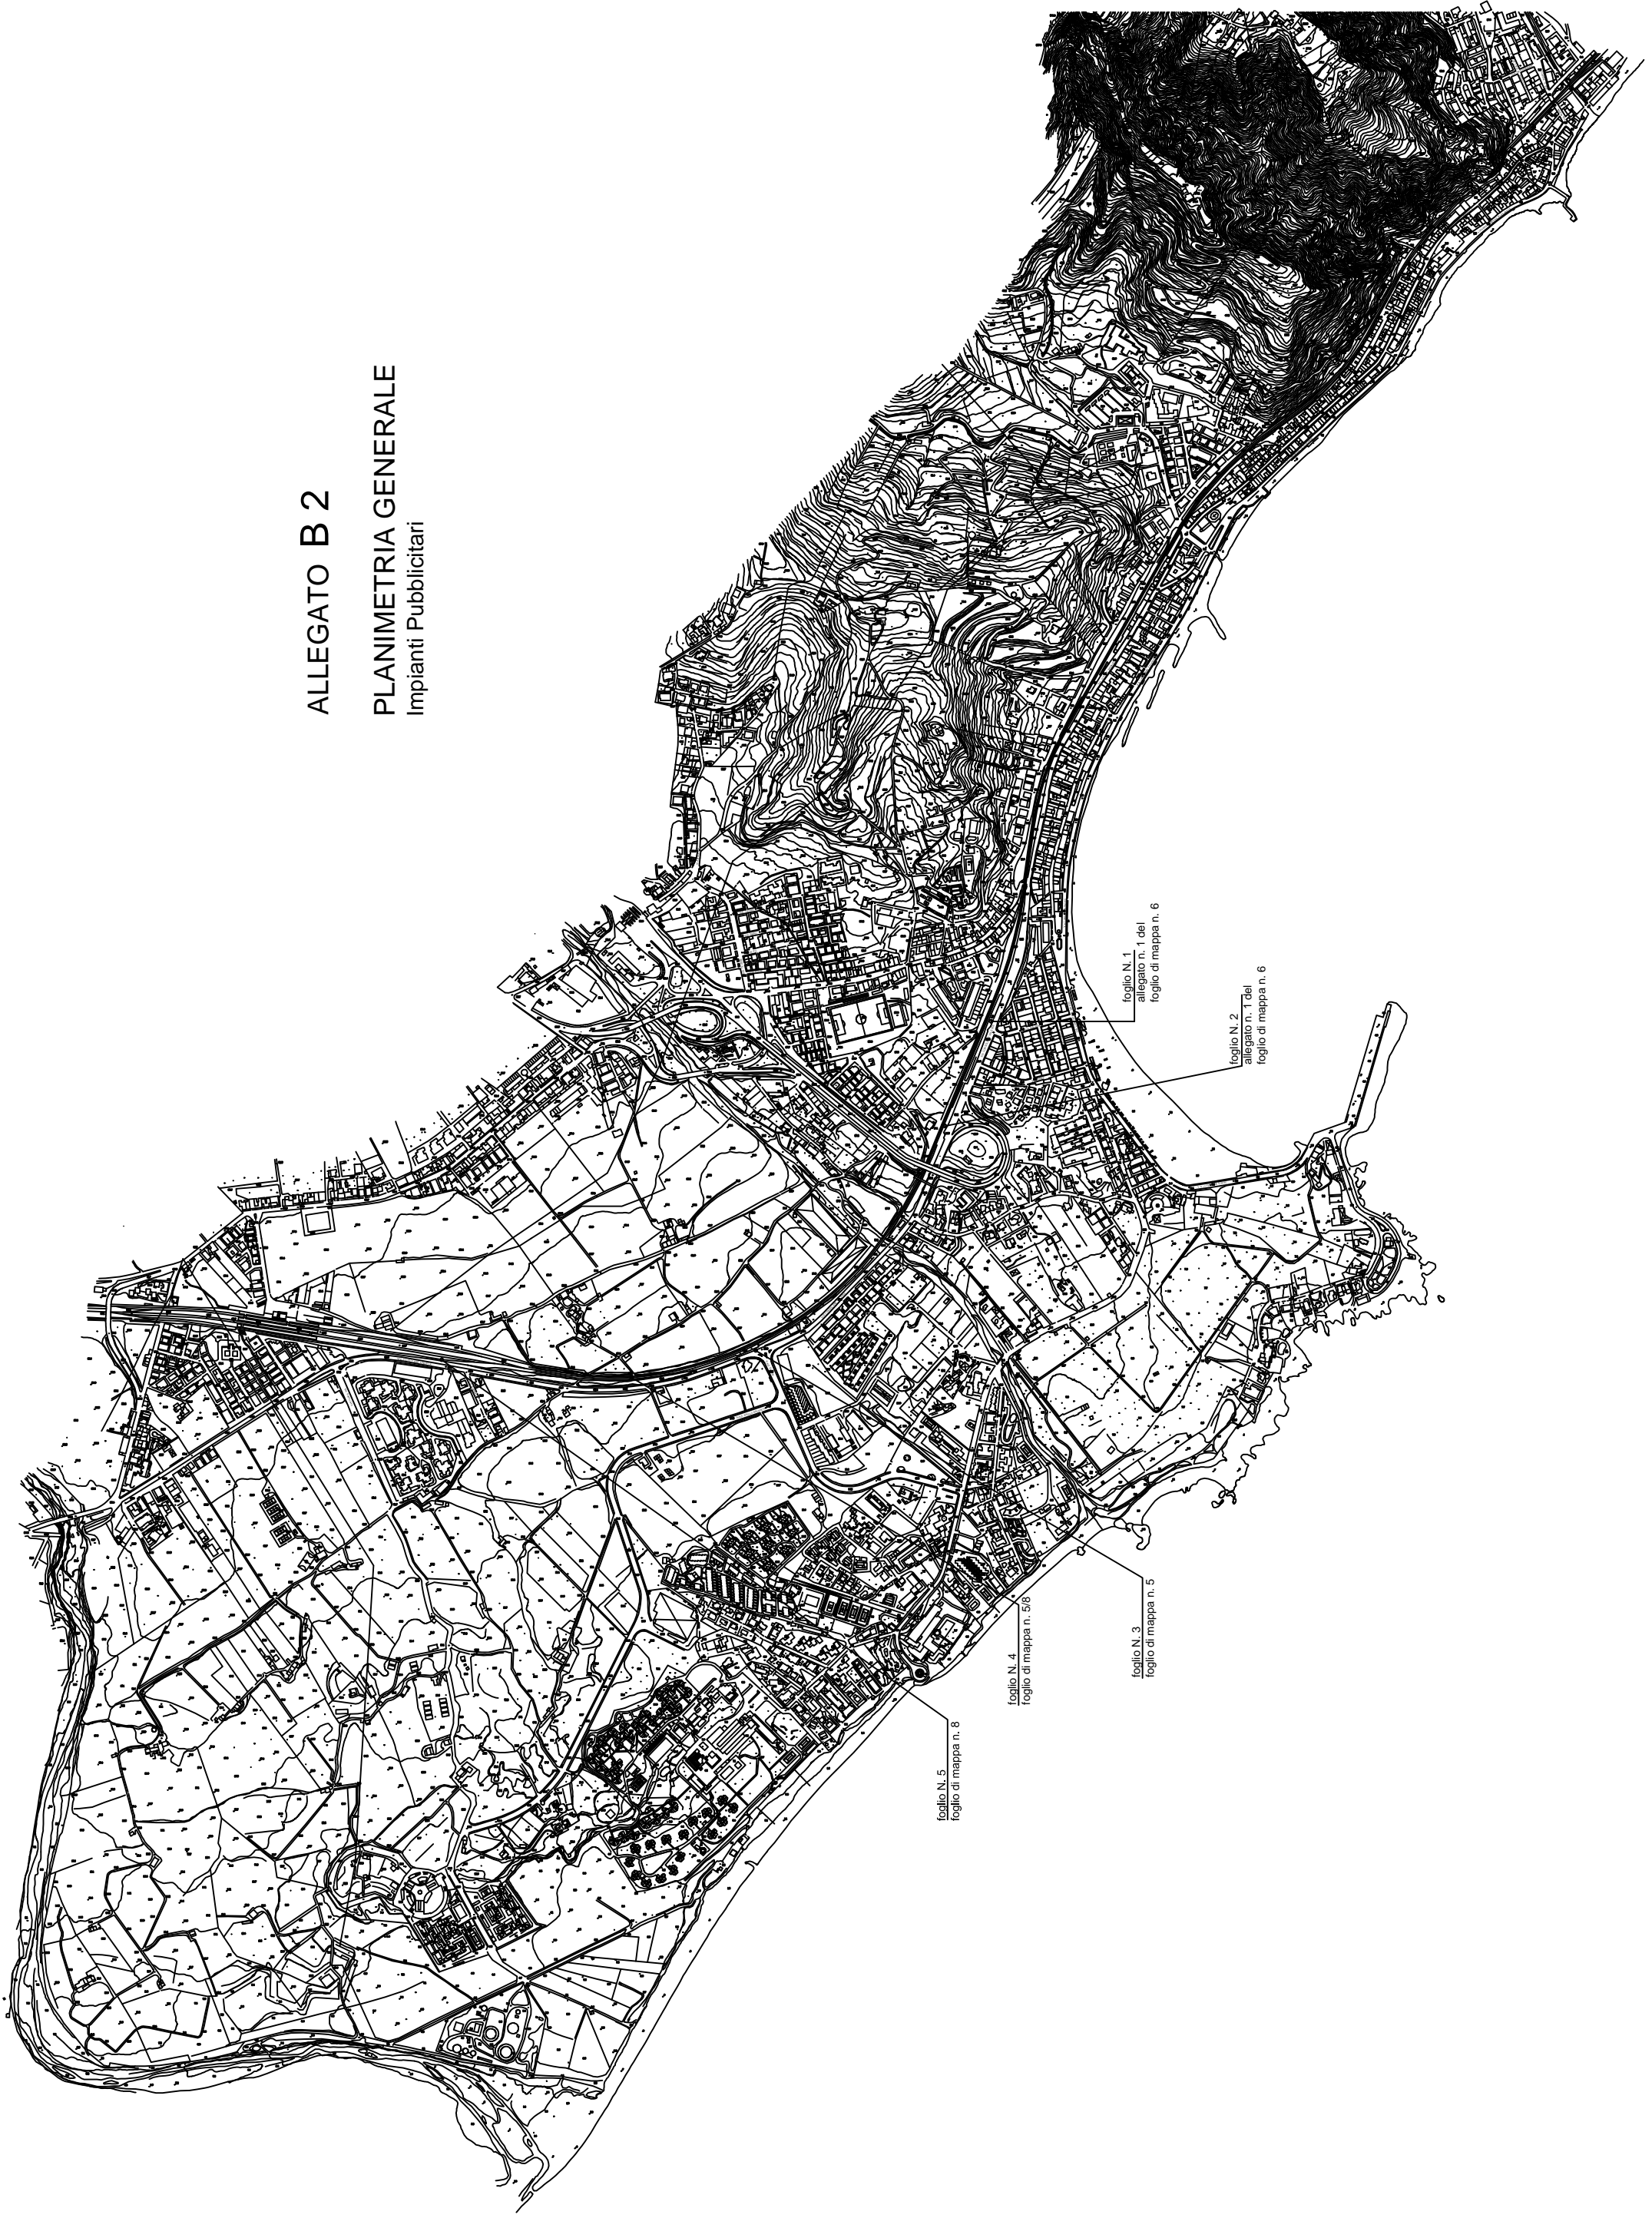 ALLEGATO B 2
PLANIMETRIA GENERALE
Impianti Pubblicitari
foglio N. 5
foglio di mappa n. 8
foglio N. 4
foglio di mappa n. 5/8
foglio N. 3
foglio di mappa n. 5
foglio N. 1
allegato n. 1 del
foglio di mappa n. 6
foglio N. 2
allegato n. 1 del
foglio di mappa n. 6